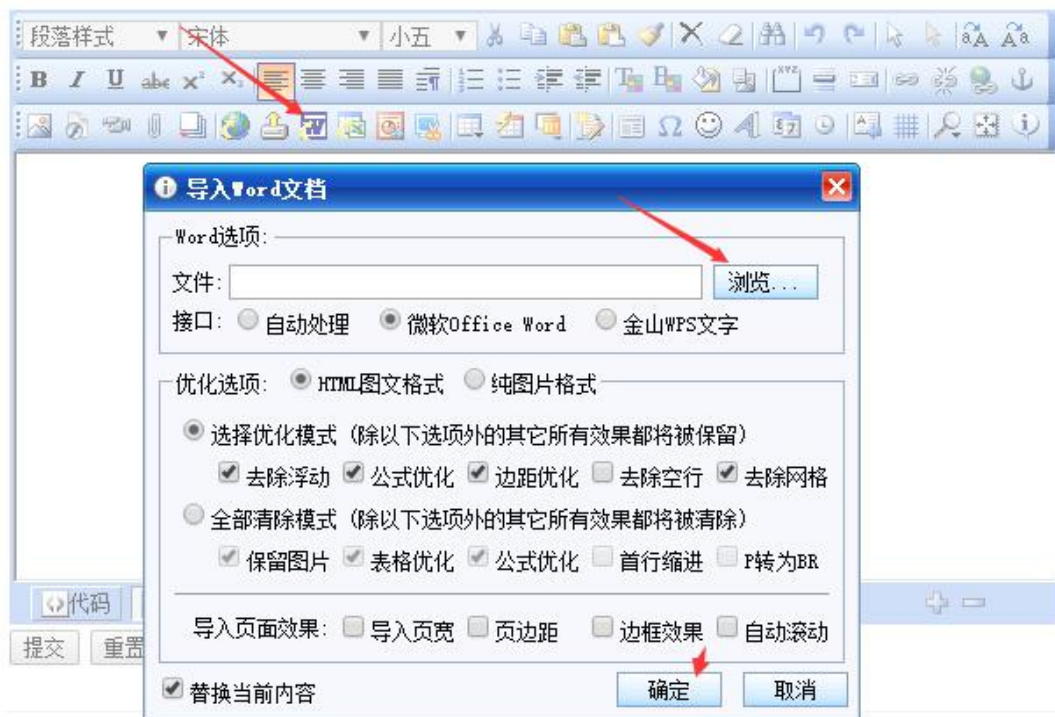 段落样式 宋体 小五
B I U abc x² ×
导入Word文档
Word选项:
文件: 浏览...
接口: 自动处理 微软Office Word 金山WPS文字
优化选项: HTML图文格式 纯图片格式
选择优化模式 (除以下选项外的其它所有效果都将被保留)
去除浮动 公式优化 边距优化 去除空行 去除网格
全部清除模式 (除以下选项外的其它所有效果都将被清除)
保留图片 表格优化 公式优化 首行缩进 P转为BR
代码
导入页面效果: 导入页宽 页边距 边框效果 自动滚动
提交 重置
替换当前内容 确定 取消